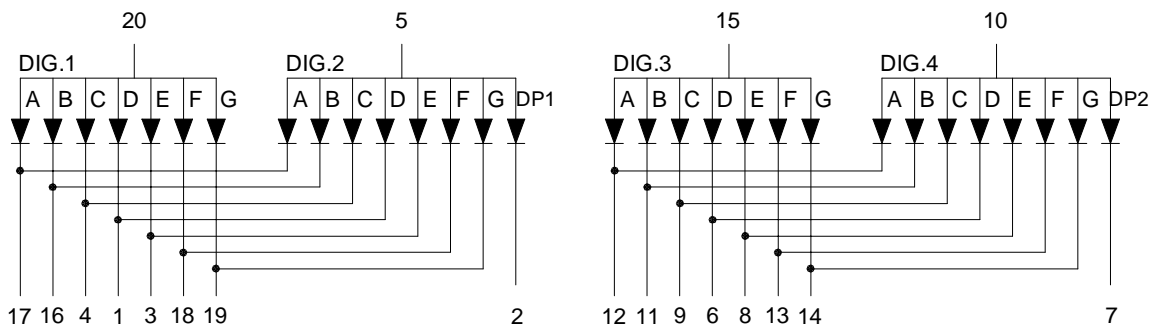 20 5 15 10
DIG.1 DIG.2 DIG.3 DIG.4
A B C D E F G A B C D E F G DP1 A B C D E F G A B C D E F G DP2
17 16 4 1 3 18 19 2 12 11 9 6 8 13 14 7